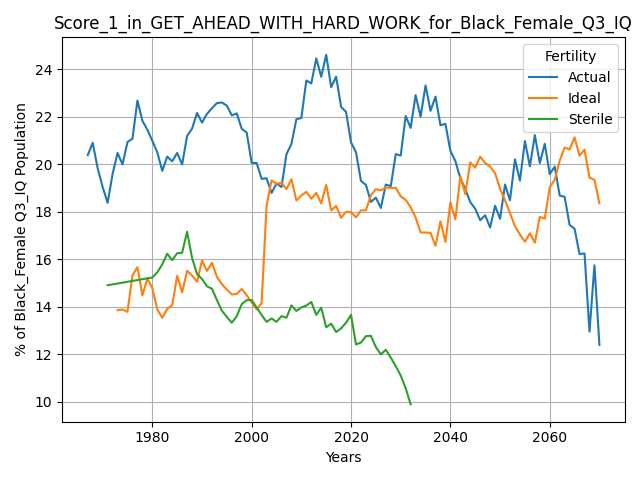 Score_1_in_GET_AHEAD_WITH_HARD_WORK_for_Black_Female_Q3_IQ
Fertility
Actual
Ideal
Sterile
% of Black_Female Q3_IQ Population
24
22
20
18
16
14
12
10
1980
2000
2020
2040
2060
Years